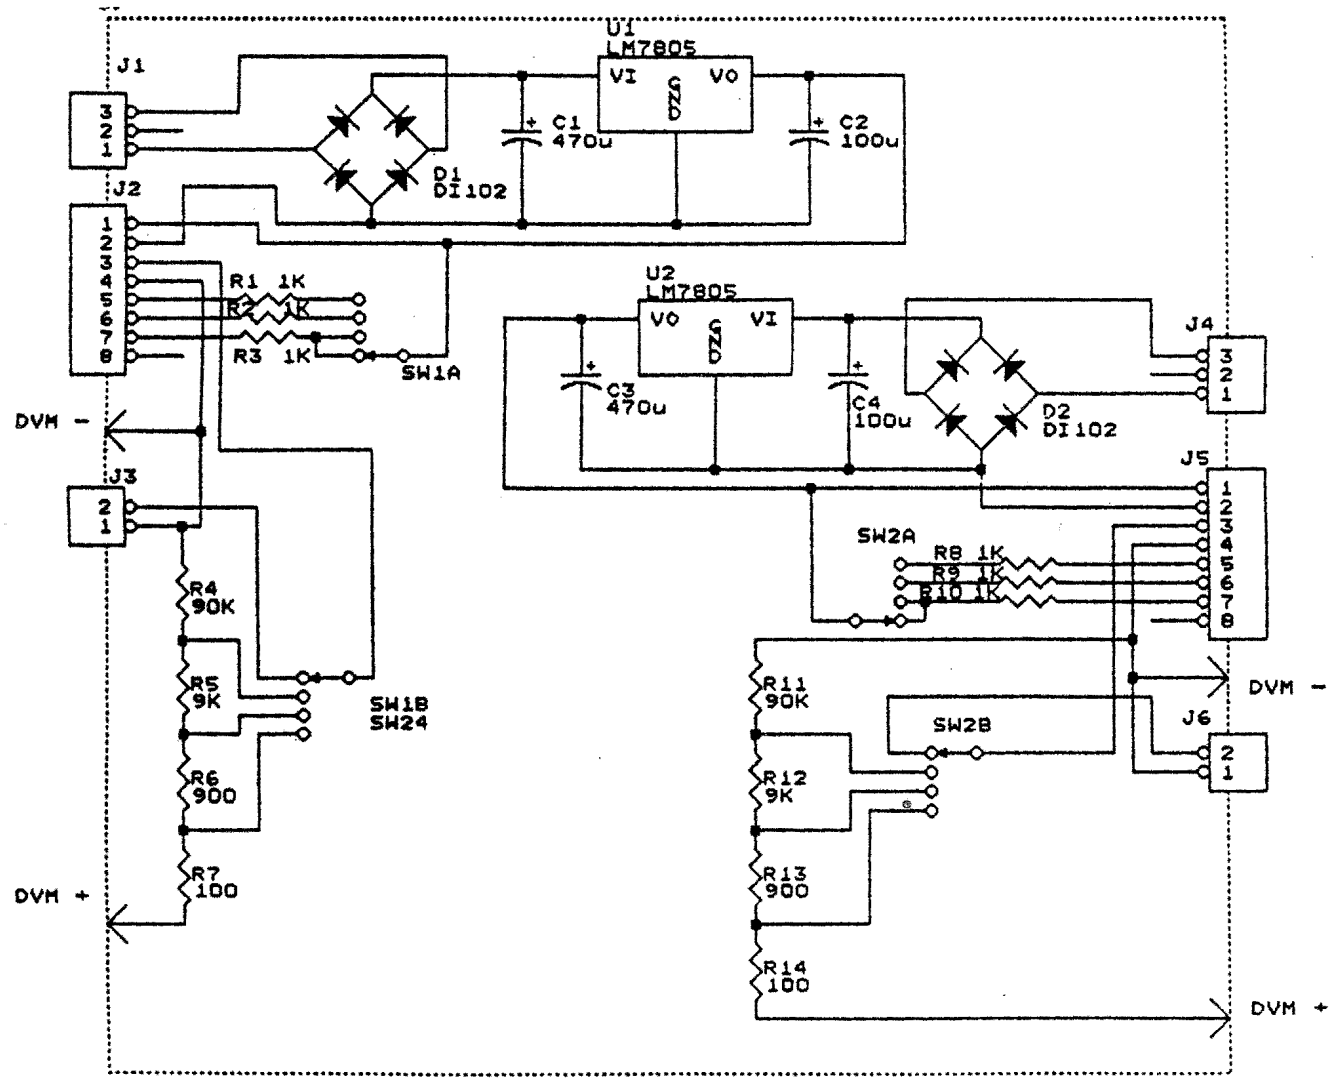 U1
LM7805
J1
VI GND VO
3
2
1
+ C1
470u
+ C2
100u
D1
DI102
J2
1
2
3
4
5
6
7
8
R1 1K
R2 1K
R3 1K
SW1A
U2
LM7805
VO GND VI
J4
3
2
1
+ C3
470u
+ C4
100u
D2
DI102
DVM -
J3
2
1
J5
1
2
3
4
5
6
7
8
SW2A
R8 1K
R9 1K
R10 1K
R4
90K
R5
9K
SW1B
SW24
R6
900
R7
100
DVM +
R11
90K
DVM -
J6
2
1
SW2B
R12
9K
R13
900
R14
100
DVM +